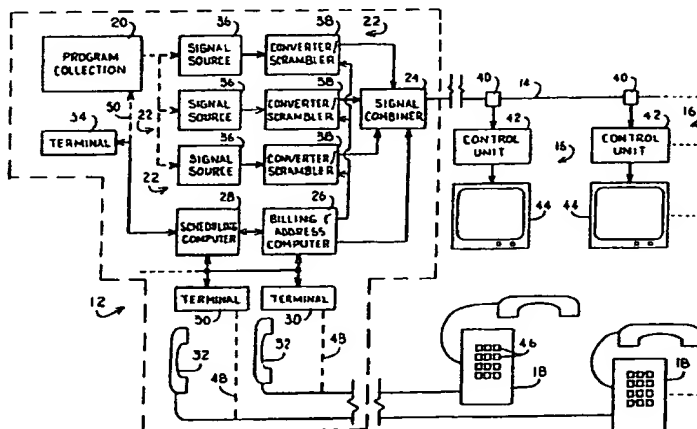 20
36
38
22
PROGRAM
COLLECTION
SIGNAL
SOURCE
CONVERTER/
SCRAMBLER
24
40
14
40
50
22
36
38
SIGNAL
SOURCE
CONVERTER/
SCRAMBLER
SIGNAL
COMBINER
16
34
42
42
TERMINAL
36
38
CONTROL
UNIT
16
CONTROL
UNIT
SIGNAL
SOURCE
CONVERTER/
SCRAMBLER
22
28
26
44
44
SCHEDULING
COMPUTER
BILLING &
ADDRESS
COMPUTER
12
TERMINAL
TERMINAL
30
30
46
32
48
32
48
18
18